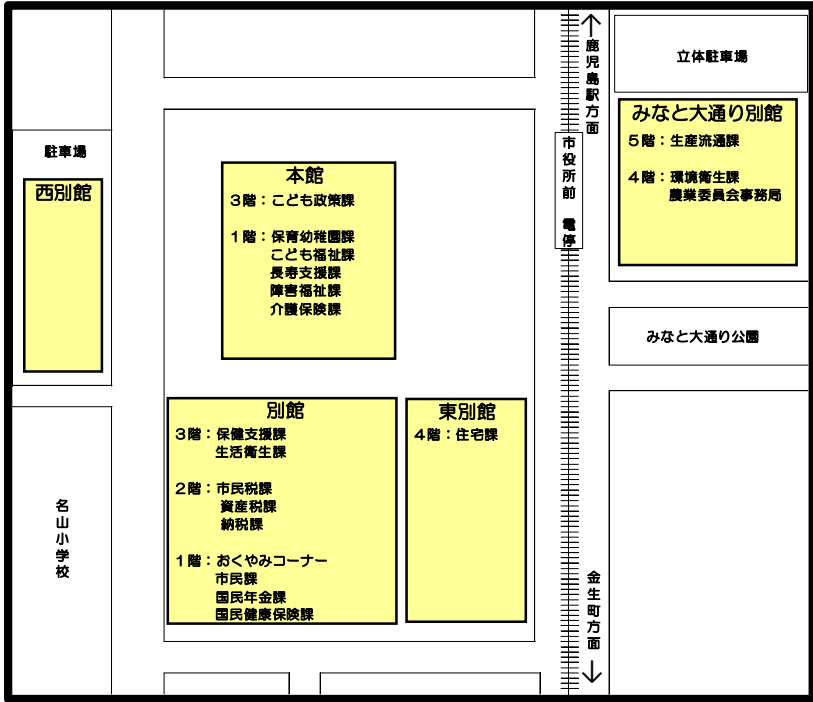 駐車場
西別館
名山小学校
本館
3階：こども政策課
1階：保育幼稚園課
こども福祉課
長寿支援課
障害福祉課
介護保険課
別館
3階：保健支援課
生活衛生課
2階：市民税課
資産税課
納税課
1階：おくやみコーナー
市民課
国民年金課
国民健康保険課
東別館
4階：住宅課
↑
鹿児島駅方面
市役所前 電停
金生町方面
↓
立体駐車場
みなと大通り別館
5階：生産流通課
4階：環境衛生課
農業委員会事務局
みなと大通り公園